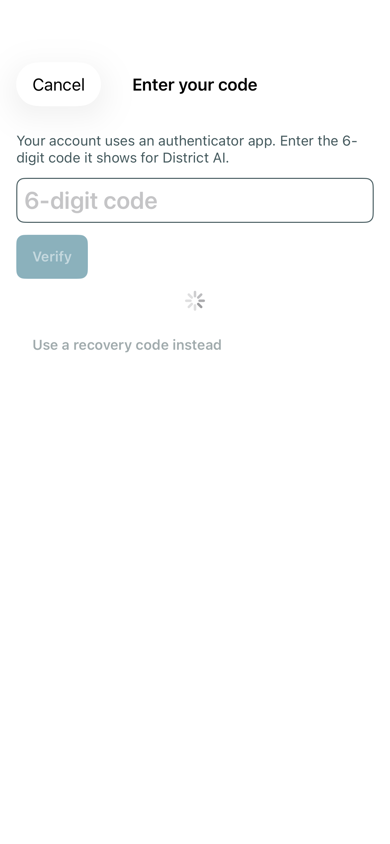 Cancel
Enter your code
Your account uses an authenticator app. Enter the 6-
digit code it shows for District AI.
6-digit code
Verify
Use a recovery code instead